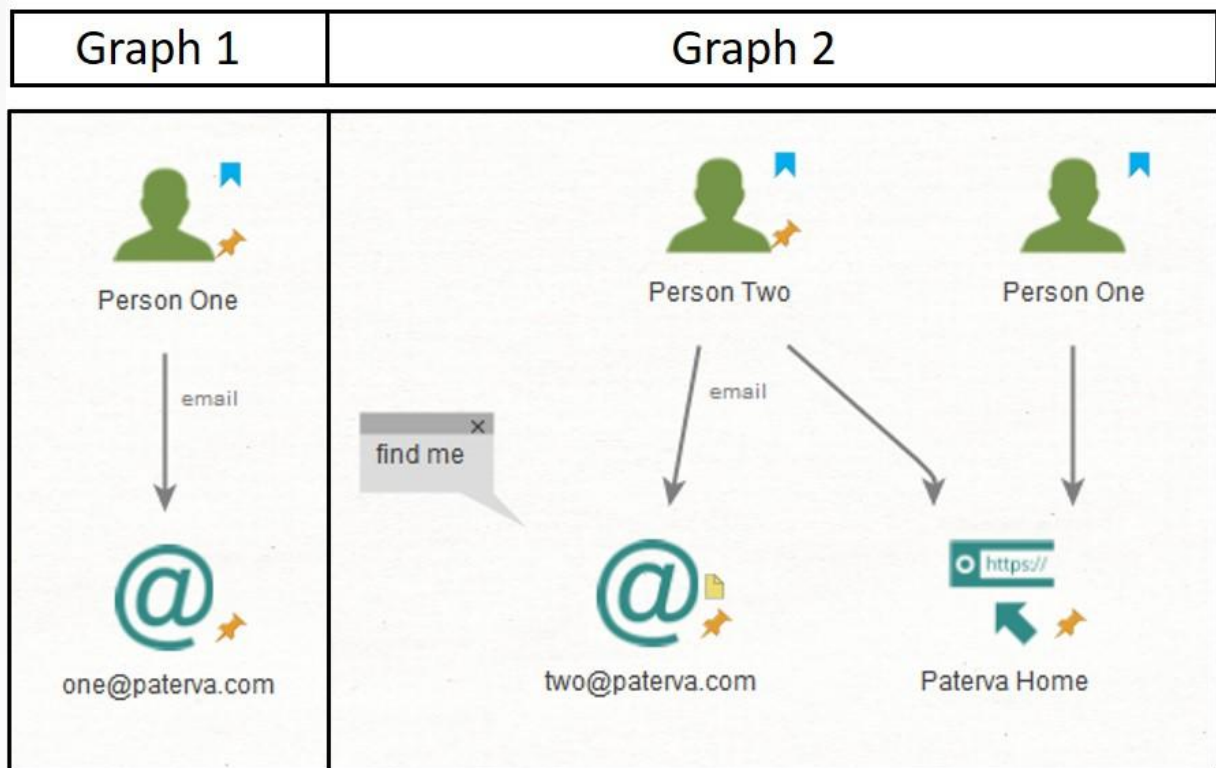 Graph 1
Graph 2
Person One
email
one@paterva.com
Person Two
Person One
email
find me
https://
two@paterva.com
Paterva Home